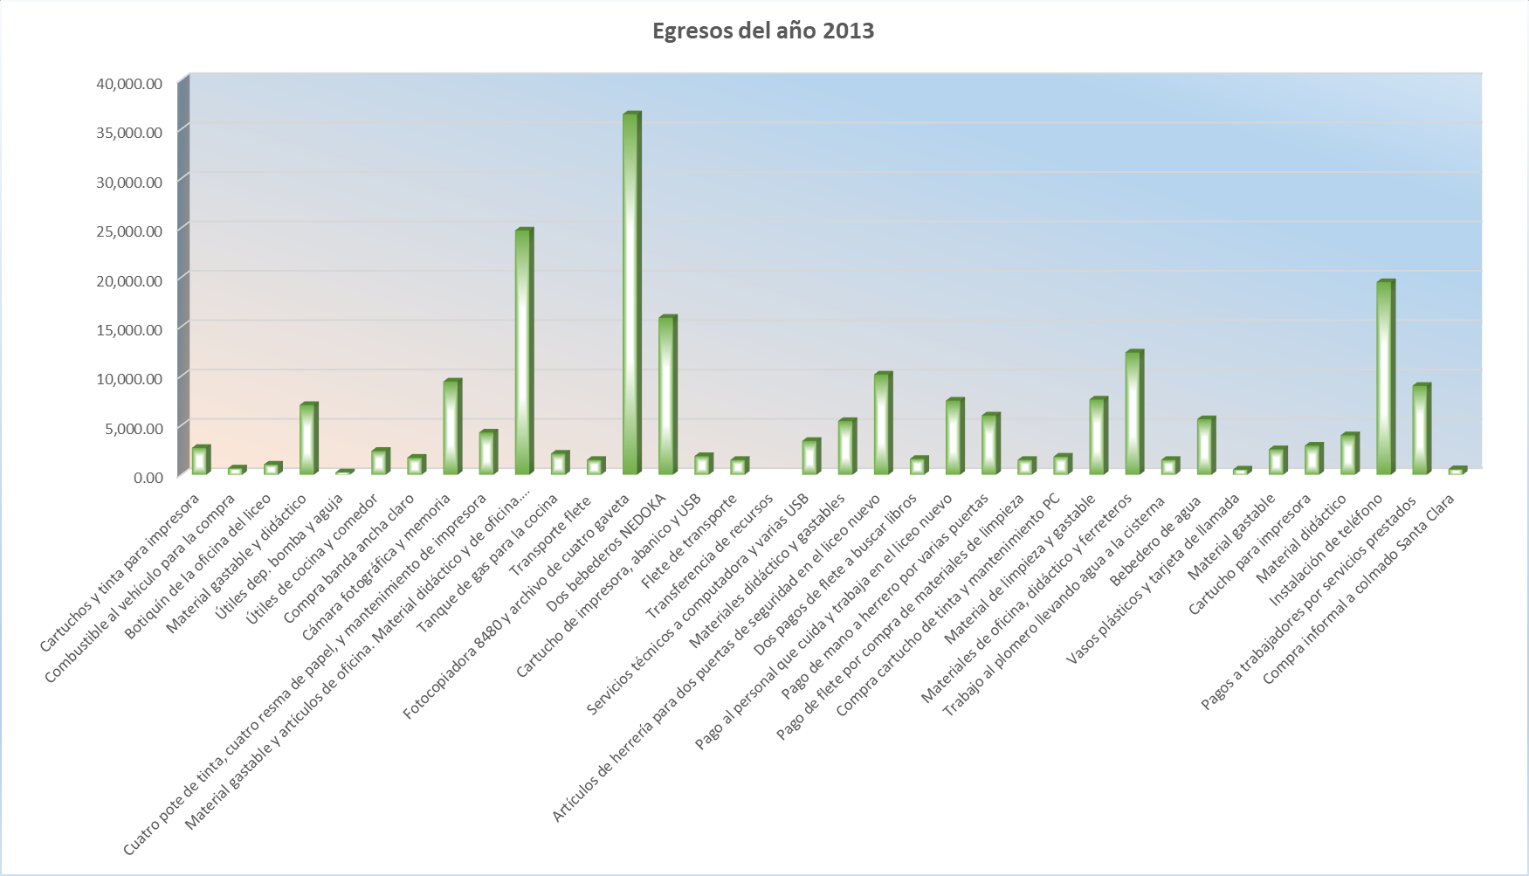 Egresos del año 2013
40,000.00
35,000.00
30,000.00
25,000.00
20,000.00
15,000.00
10,000.00
5,000.00
0.00
Cartuchos y tinta para impresora
Combustible al vehículo para la compra
Botiquin de la oficina del liceo
Material gastable y didáctico
Útiles dep. bomba y aguja
Útiles de cocina y comedor
Compra banda ancha claro
Cámara fotográfica y memoria
Cuatro pote de tinta, cuatro resma de papel, y mantenimiento de impresora
Material gastable y artículos de oficina. Material didáctico y de oficina....
Tanque de gas para la cocina
Transporte flete
Fotocopiadora 8480 y archivo de cuatro gaveta
Dos bebederos NEDOKA
Cartucho de impresora, abanico y USB
Flete de transporte
Transferencia de recursos
Servicios técnicos a computadora y varias USB
Materiales didáctico y gastables
Artículos de herrería para dos puertas de seguridad en el liceo nuevo
Dos pagos de flete a buscar libros
Pago al personal que cuida y trabaja en el liceo nuevo
Pago de mano a herrero por varias puertas
Pago de flete por compra de materiales de limpieza
Compra cartucho de tinta y mantenimiento PC
Material de limpieza y gastable
Materiales de oficina, didáctico y ferreteros
Trabajo al plomero llevando agua a la cisterna
Bebedero de agua
Vasos plásticos y tarjeta de llamada
Material gastable
Cartucho para impresora
Material didáctico
Instalación de teléfono
Pagos a trabajadores por servicios prestados
Compra informal a colmado Santa Clara